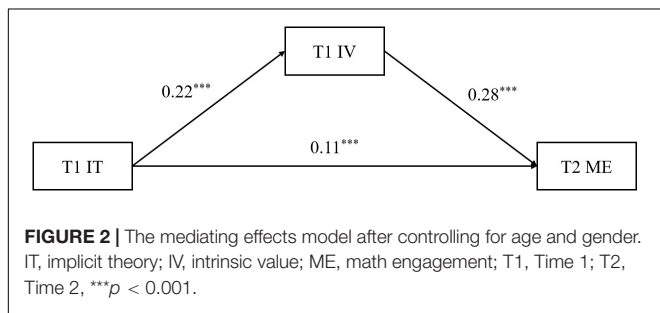 T1 IV
0.22***
0.28***
0.11***
T1 IT
T2 ME
FIGURE 2 | The mediating effects model after controlling for age and gender.
IT, implicit theory; IV, intrinsic value; ME, math engagement; T1, Time 1; T2,
Time 2, ***p < 0.001.